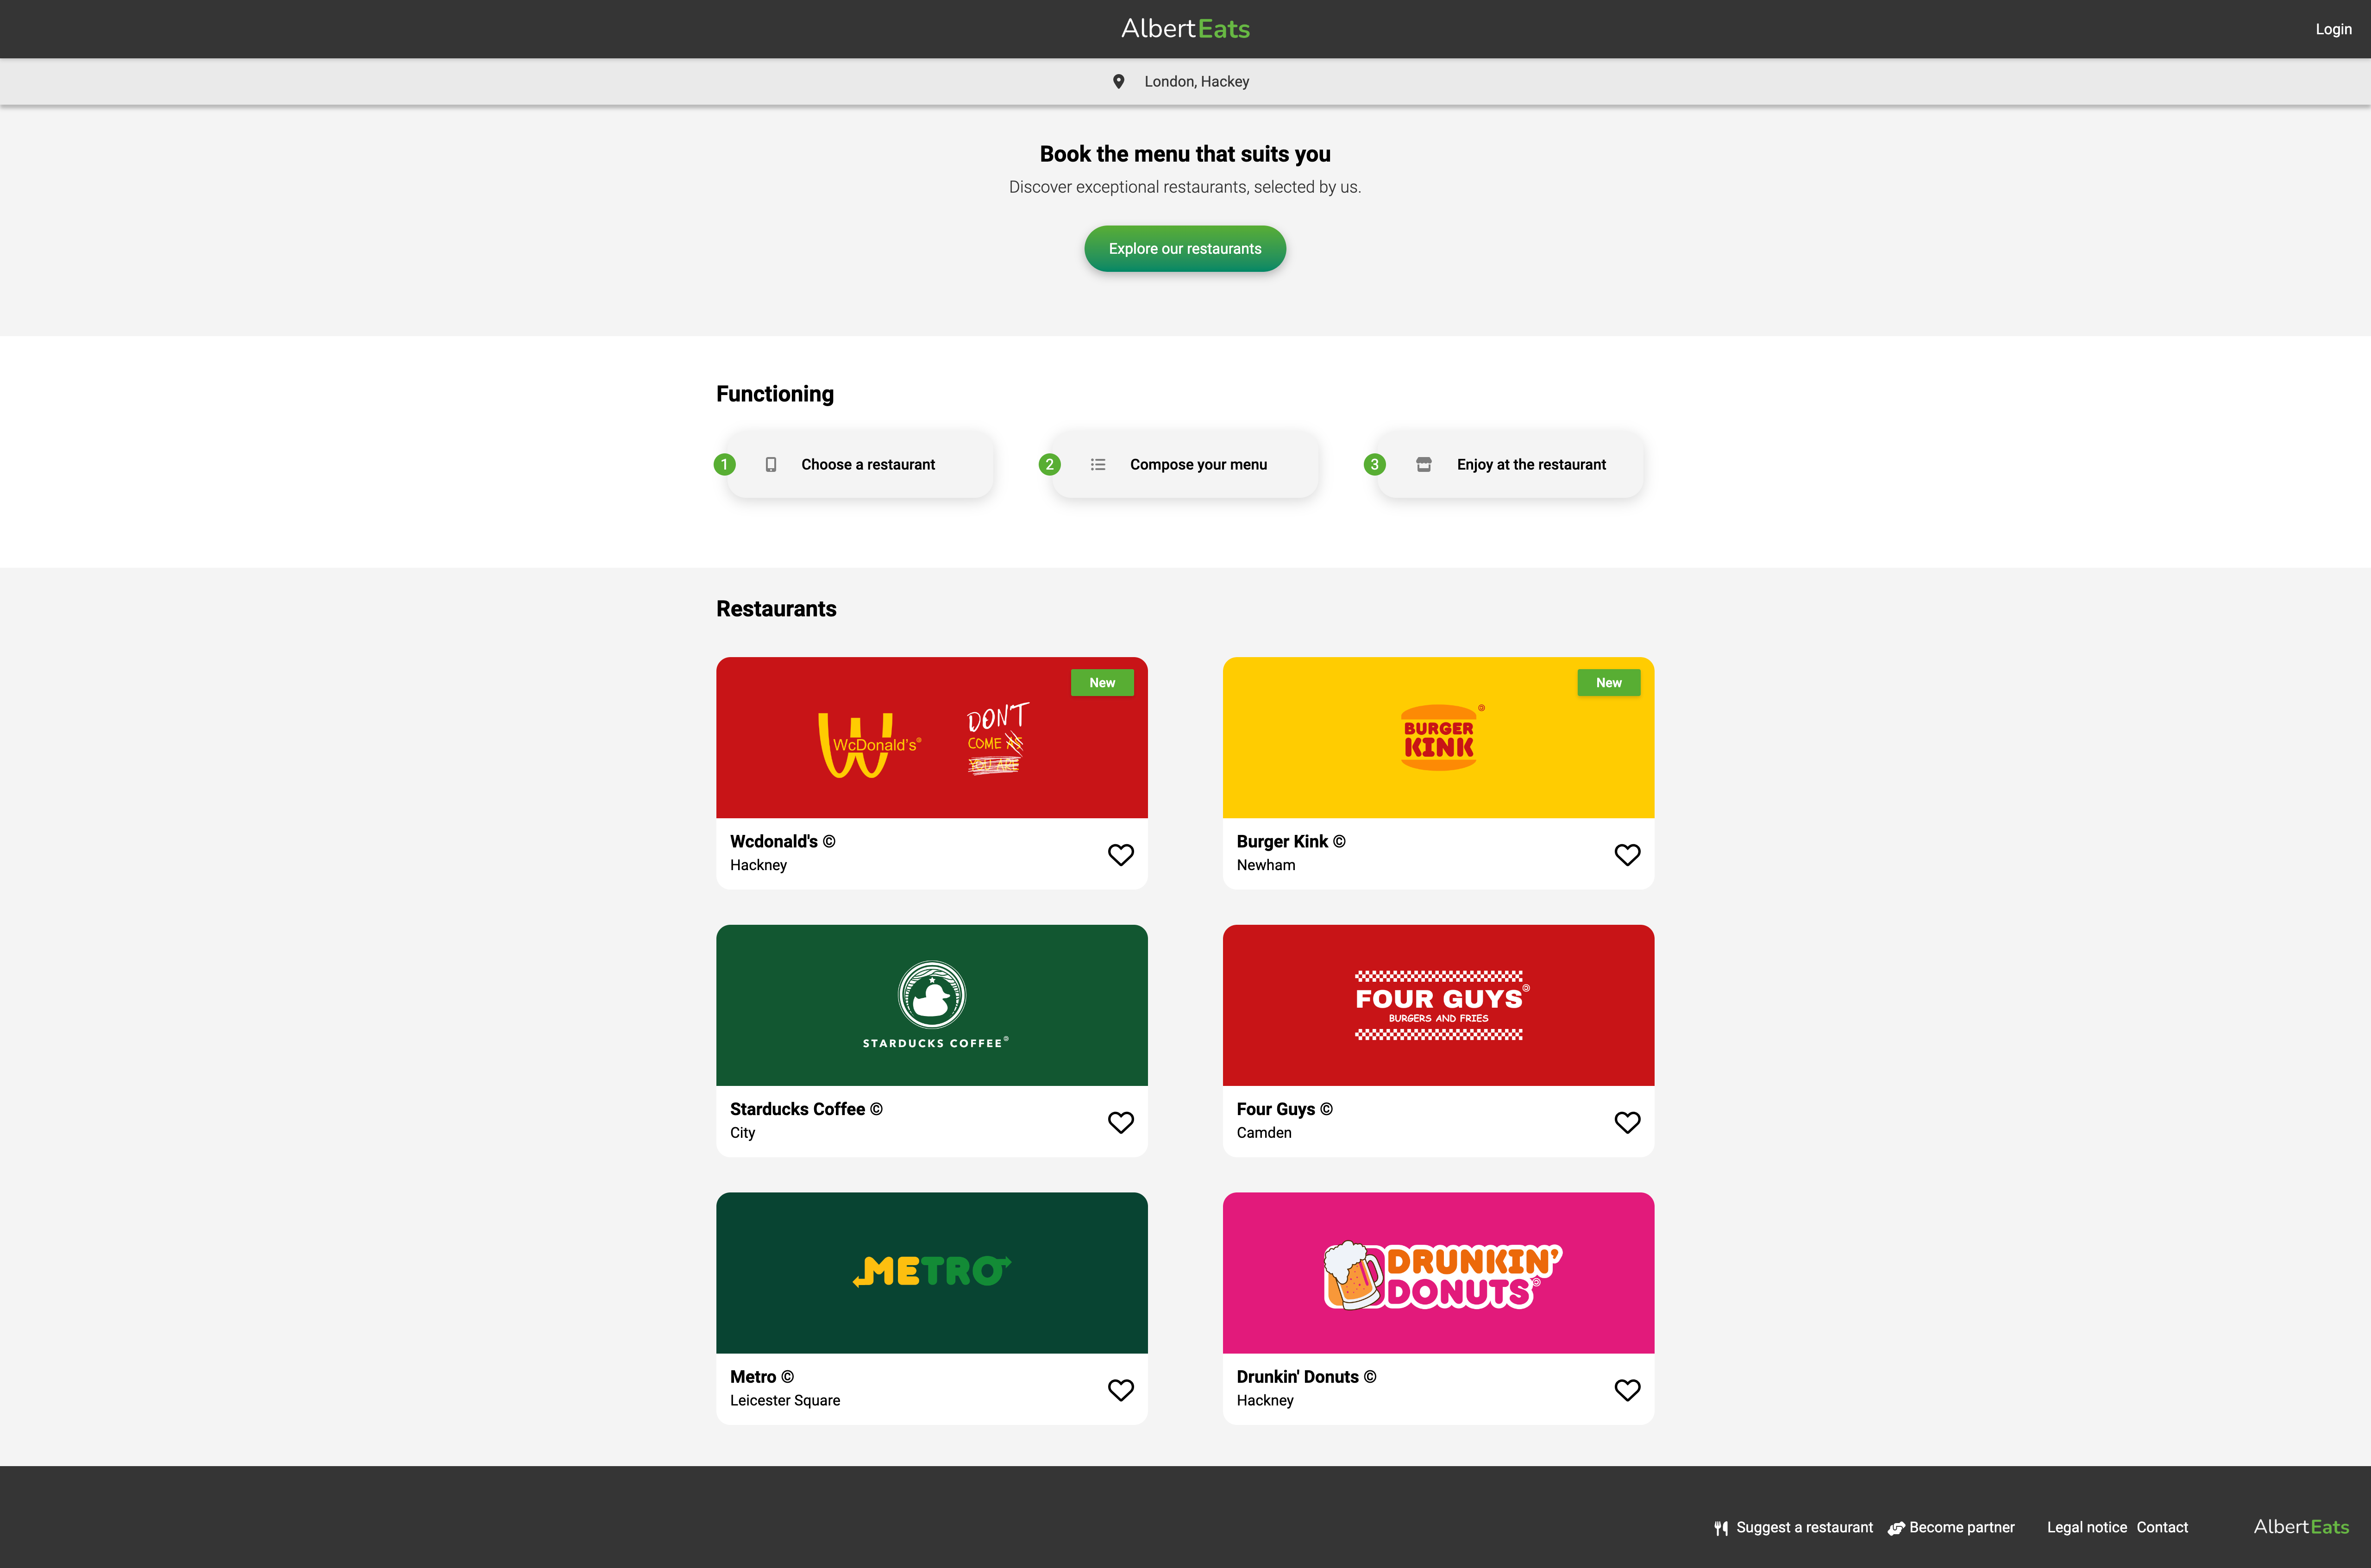 AlbertEats
Login
London, Hackey
Book the menu that suits you
Discover exceptional restaurants, selected by us.
Explore our restaurants
Functioning
1 Choose a restaurant
2 Compose your menu
3 Enjoy at the restaurant
Restaurants
New
WcDonald's®
DON'T
COME AS
YOU ARE
Wcdonald's ©
Hackney
New
BURGER
KINK
Burger Kink ©
Newham
STARDUCKS COFFEE®
Starducks Coffee ©
City
FOUR GUYS
BURGERS AND FRIES
Four Guys ©
Camden
METRO
Metro ©
Leicester Square
DRUNKIN'
DONUTS
Drunkin' Donuts ©
Hackney
Suggest a restaurant
Become partner
Legal notice
Contact
AlbertEats